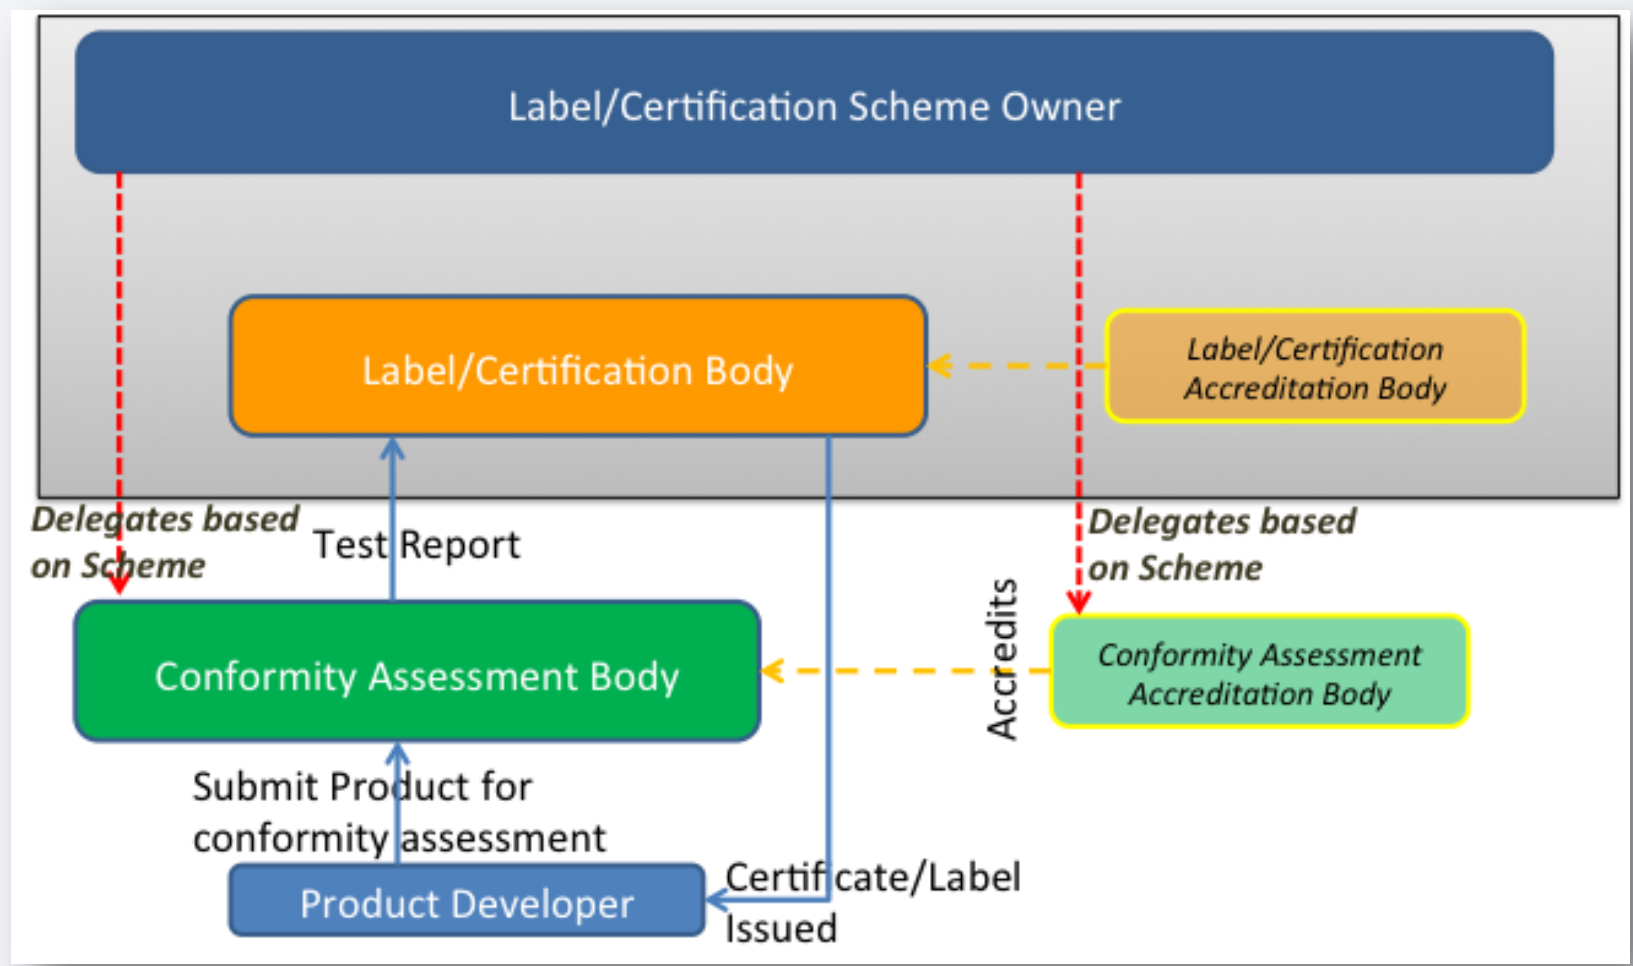 Label/Certification Scheme Owner
Label/Certification Body
Label/Certification
Accreditation Body
Delegates based
on Scheme
Test Report
Delegates based
on Scheme
Accredits
Conformity Assessment Body
Conformity Assessment
Accreditation Body
Submit Product for
conformity assessment
Product Developer
Certificate/Label
Issued